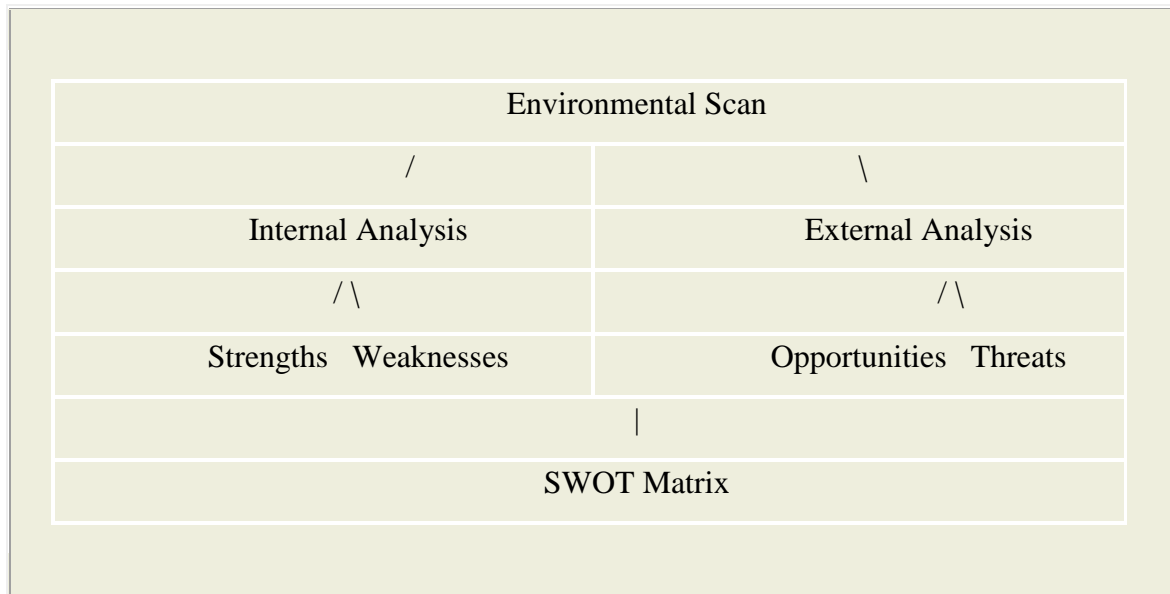 Environmental Scan
/ \
Internal Analysis External Analysis
/ \ / \
Strengths Weaknesses Opportunities Threats
|
SWOT Matrix